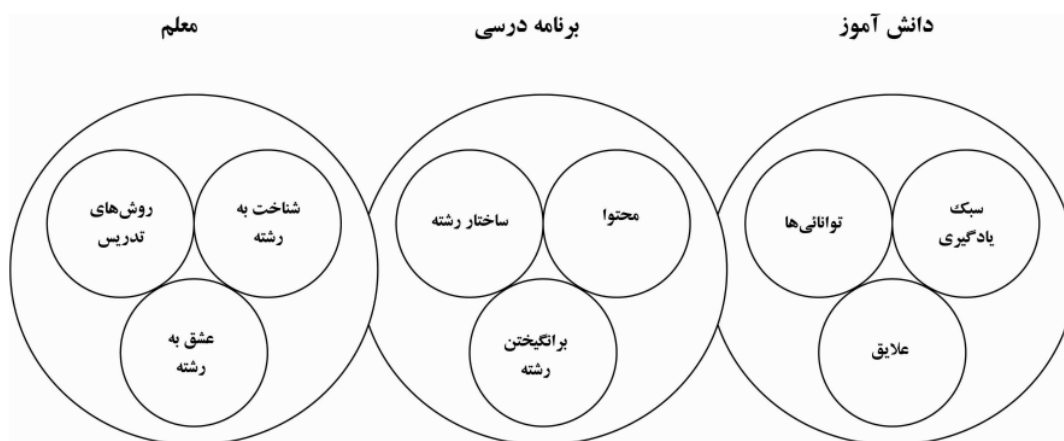 دانش آموز
برنامه درسی
معلم
سبک
یادگیری
توانائی‌ها
علایق
محتوا
ساختار رشته
برانگیختن
رشته
شناخت به
رشته
روش‌های
تدریس
عشق به
رشته